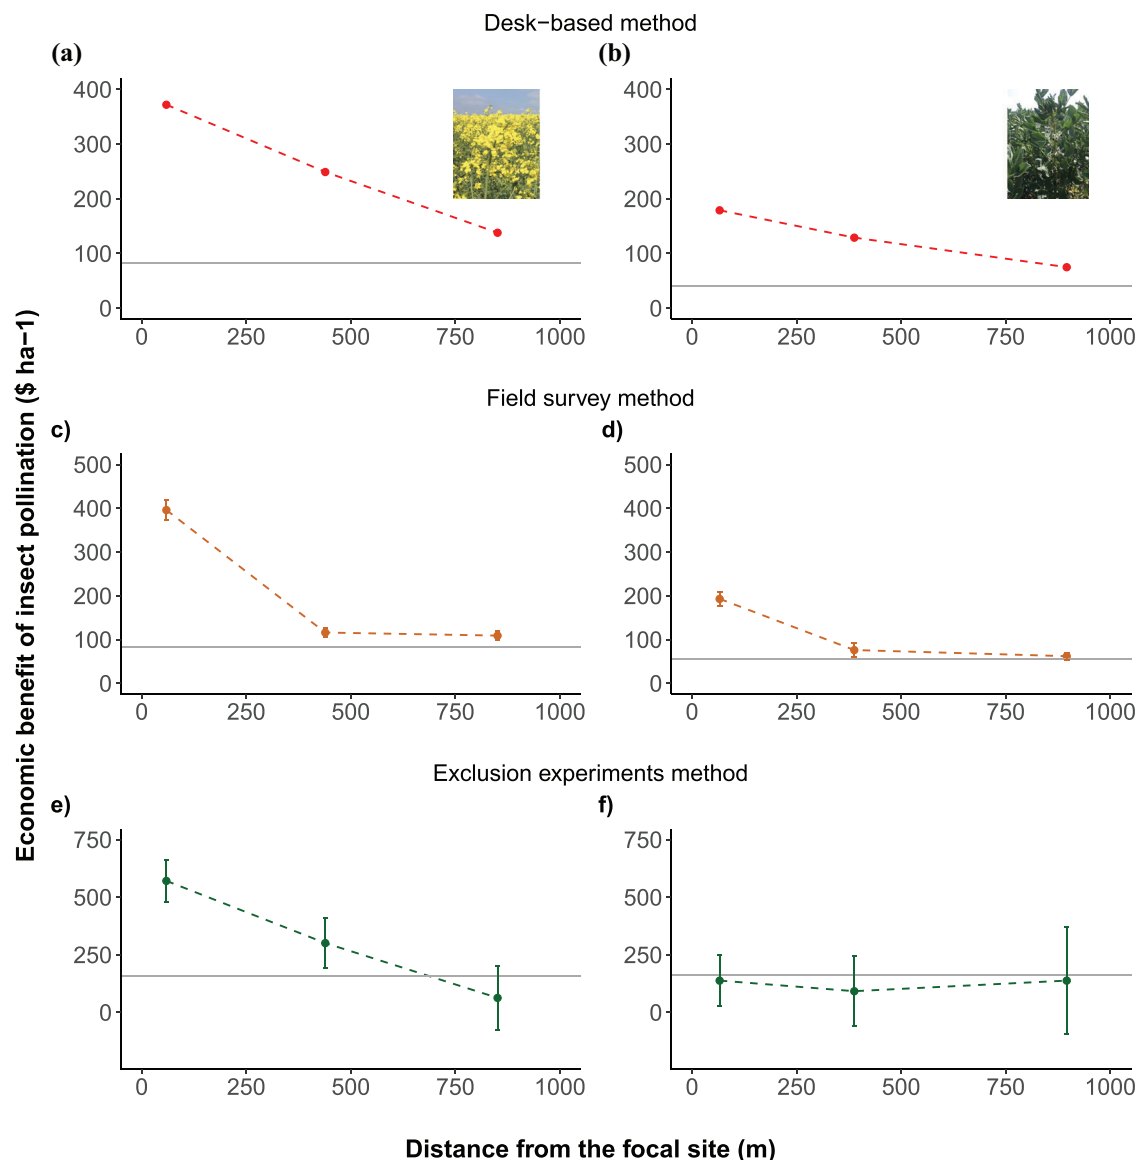 Desk−based method
(a)
(b)
400
300
200
100
0
0 250 500 750 1000
400
300
200
100
0
0 250 500 750 1000
Field survey method
c)
d)
500
400
300
200
100
0
0 250 500 750 1000
500
400
300
200
100
0
0 250 500 750 1000
Exclusion experiments method
e)
f)
750
500
250
0
0 250 500 750 1000
750
500
250
0
0 250 500 750 1000
Economic benefit of insect pollination ($ ha−1)
Distance from the focal site (m)